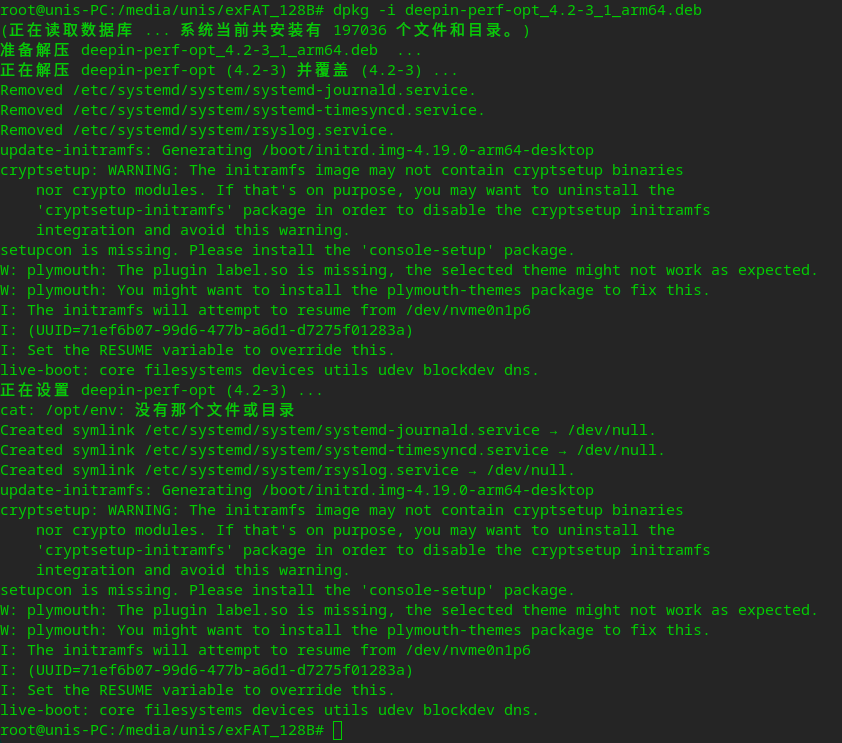 root@unis-PC:/media/unis/exFAT_128B# dpkg -i deepin-perf-opt_4.2-3_1_arm64.deb
(正在读取数据库 ... 系统当前共安装有 197036 个文件和目录。)
准备解压 deepin-perf-opt_4.2-3_1_arm64.deb  ...
正在解压 deepin-perf-opt (4.2-3) 并覆盖 (4.2-3) ...
Removed /etc/systemd/system/systemd-journald.service.
Removed /etc/systemd/system/systemd-timesyncd.service.
Removed /etc/systemd/system/rsyslog.service.
update-initramfs: Generating /boot/initrd.img-4.19.0-arm64-desktop
cryptsetup: WARNING: The initramfs image may not contain cryptsetup binaries
    nor crypto modules. If that's on purpose, you may want to uninstall the
    'cryptsetup-initramfs' package in order to disable the cryptsetup initramfs
    integration and avoid this warning.
setupcon is missing. Please install the 'console-setup' package.
W: plymouth: The plugin label.so is missing, the selected theme might not work as expected.
W: plymouth: You might want to install the plymouth-themes package to fix this.
I: The initramfs will attempt to resume from /dev/nvme0n1p6
I: (UUID=71ef6b07-99d6-477b-a6d1-d7275f01283a)
I: Set the RESUME variable to override this.
live-boot: core filesystems devices utils udev blockdev dns.
正在设置 deepin-perf-opt (4.2-3) ...
cat: /opt/env: 没有那个文件或目录
Created symlink /etc/systemd/system/systemd-journald.service → /dev/null.
Created symlink /etc/systemd/system/systemd-timesyncd.service → /dev/null.
Created symlink /etc/systemd/system/rsyslog.service → /dev/null.
update-initramfs: Generating /boot/initrd.img-4.19.0-arm64-desktop
cryptsetup: WARNING: The initramfs image may not contain cryptsetup binaries
    nor crypto modules. If that's on purpose, you may want to uninstall the
    'cryptsetup-initramfs' package in order to disable the cryptsetup initramfs
    integration and avoid this warning.
setupcon is missing. Please install the 'console-setup' package.
W: plymouth: The plugin label.so is missing, the selected theme might not work as expected.
W: plymouth: You might want to install the plymouth-themes package to fix this.
I: The initramfs will attempt to resume from /dev/nvme0n1p6
I: (UUID=71ef6b07-99d6-477b-a6d1-d7275f01283a)
I: Set the RESUME variable to override this.
live-boot: core filesystems devices utils udev blockdev dns.
root@unis-PC:/media/unis/exFAT_128B#